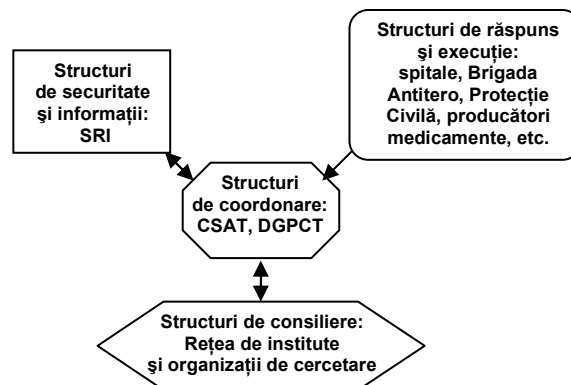 Structuri
de securitate
şi informaţii:
SRI
Structuri de răspuns
şi execuţie:
spitale, Brigada
Antitero, Protecţie
Civilă, producători
medicamente, etc.
Structuri
de coordonare:
CSAT, DGPCT
Structuri de consiliere:
Reţea de institute
şi organizaţii de cercetare